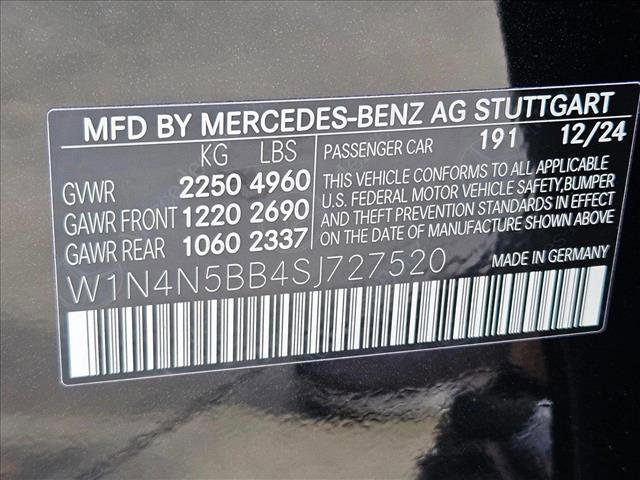 MFD BY MERCEDES-BENZ AG STUTTGART
KG LBS
GVWR 2250 4960
GAWR FRONT 1220 2690
GAWR REAR 1060 2337
PASSENGER CAR 191 12/24
THIS VEHICLE CONFORMS TO ALL APPLICABLE
U.S. FEDERAL MOTOR VEHICLE SAFETY,BUMPER
AND THEFT PREVENTION STANDARDS IN EFFECT
ON THE DATE OF MANUFACTURE SHOWN ABOVE
MADE IN GERMANY
W1N4N5BB4SJ727520